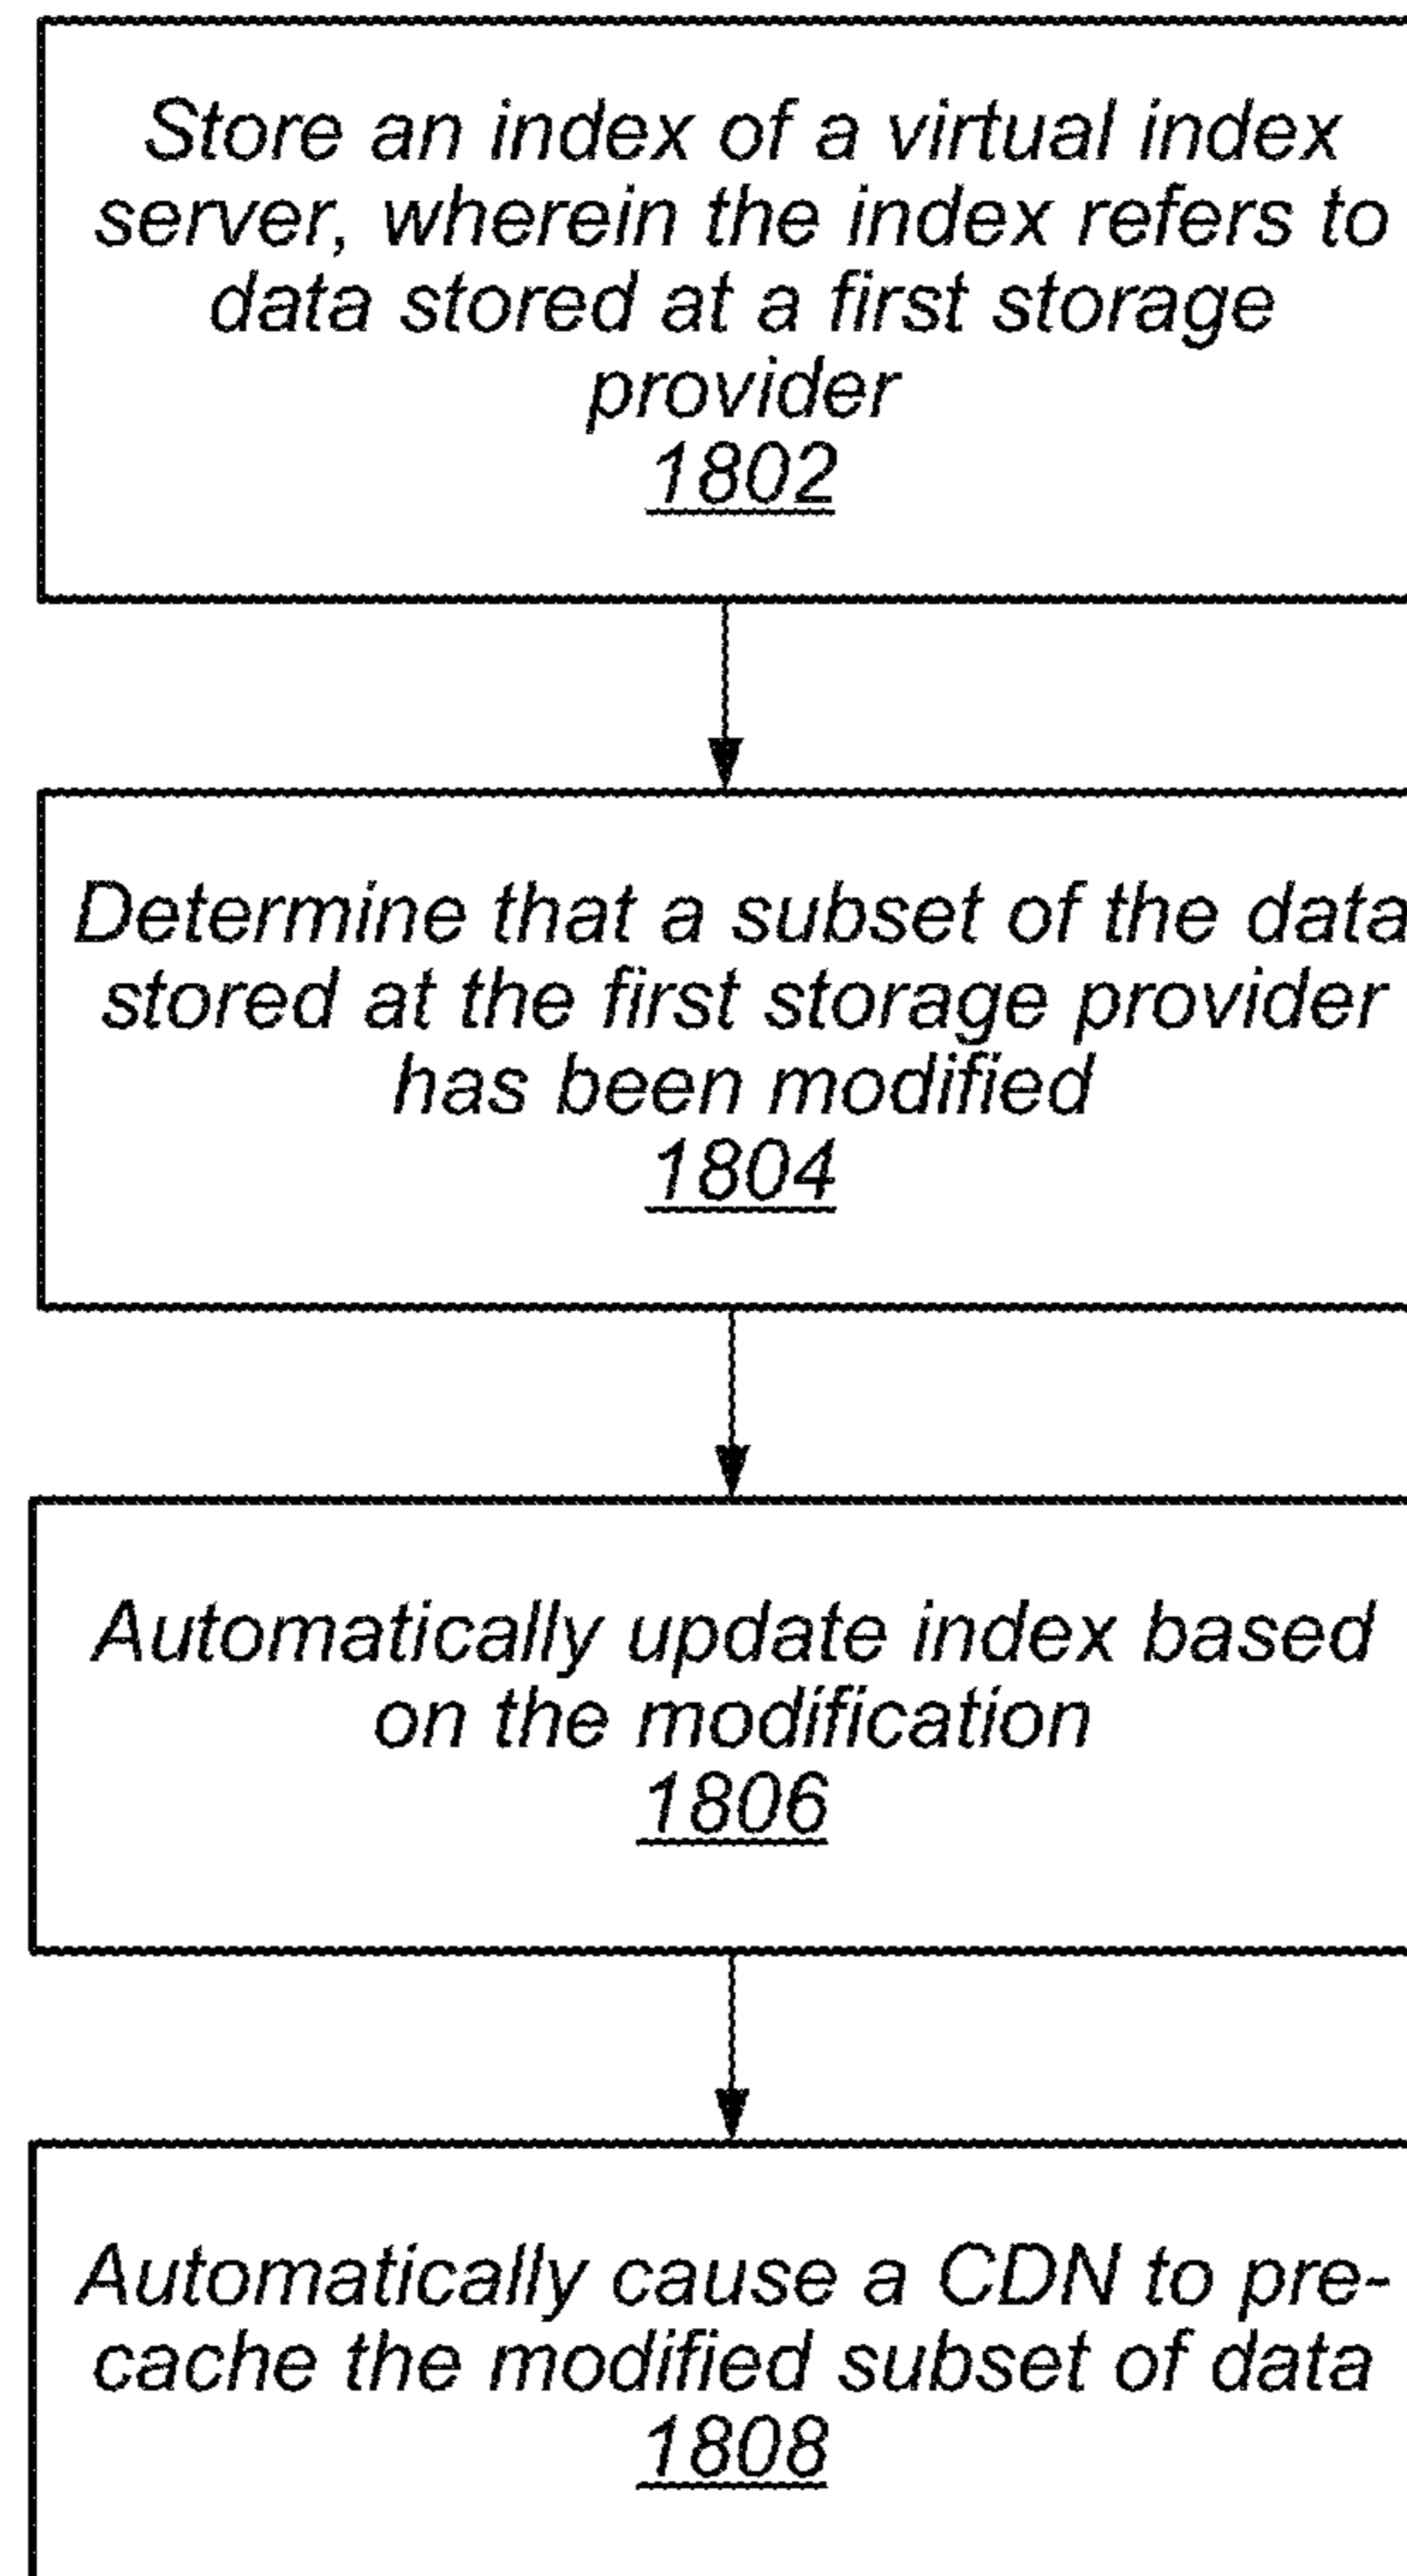 Store an index of a virtual index
server, wherein the index refers to
data stored at a first storage
provider
1802
Determine that a subset of the data
stored at the first storage provider
has been modified
1804
Automatically update index based
on the modification
1806
Automatically cause a CDN to pre-
cache the modified subset of data
1808